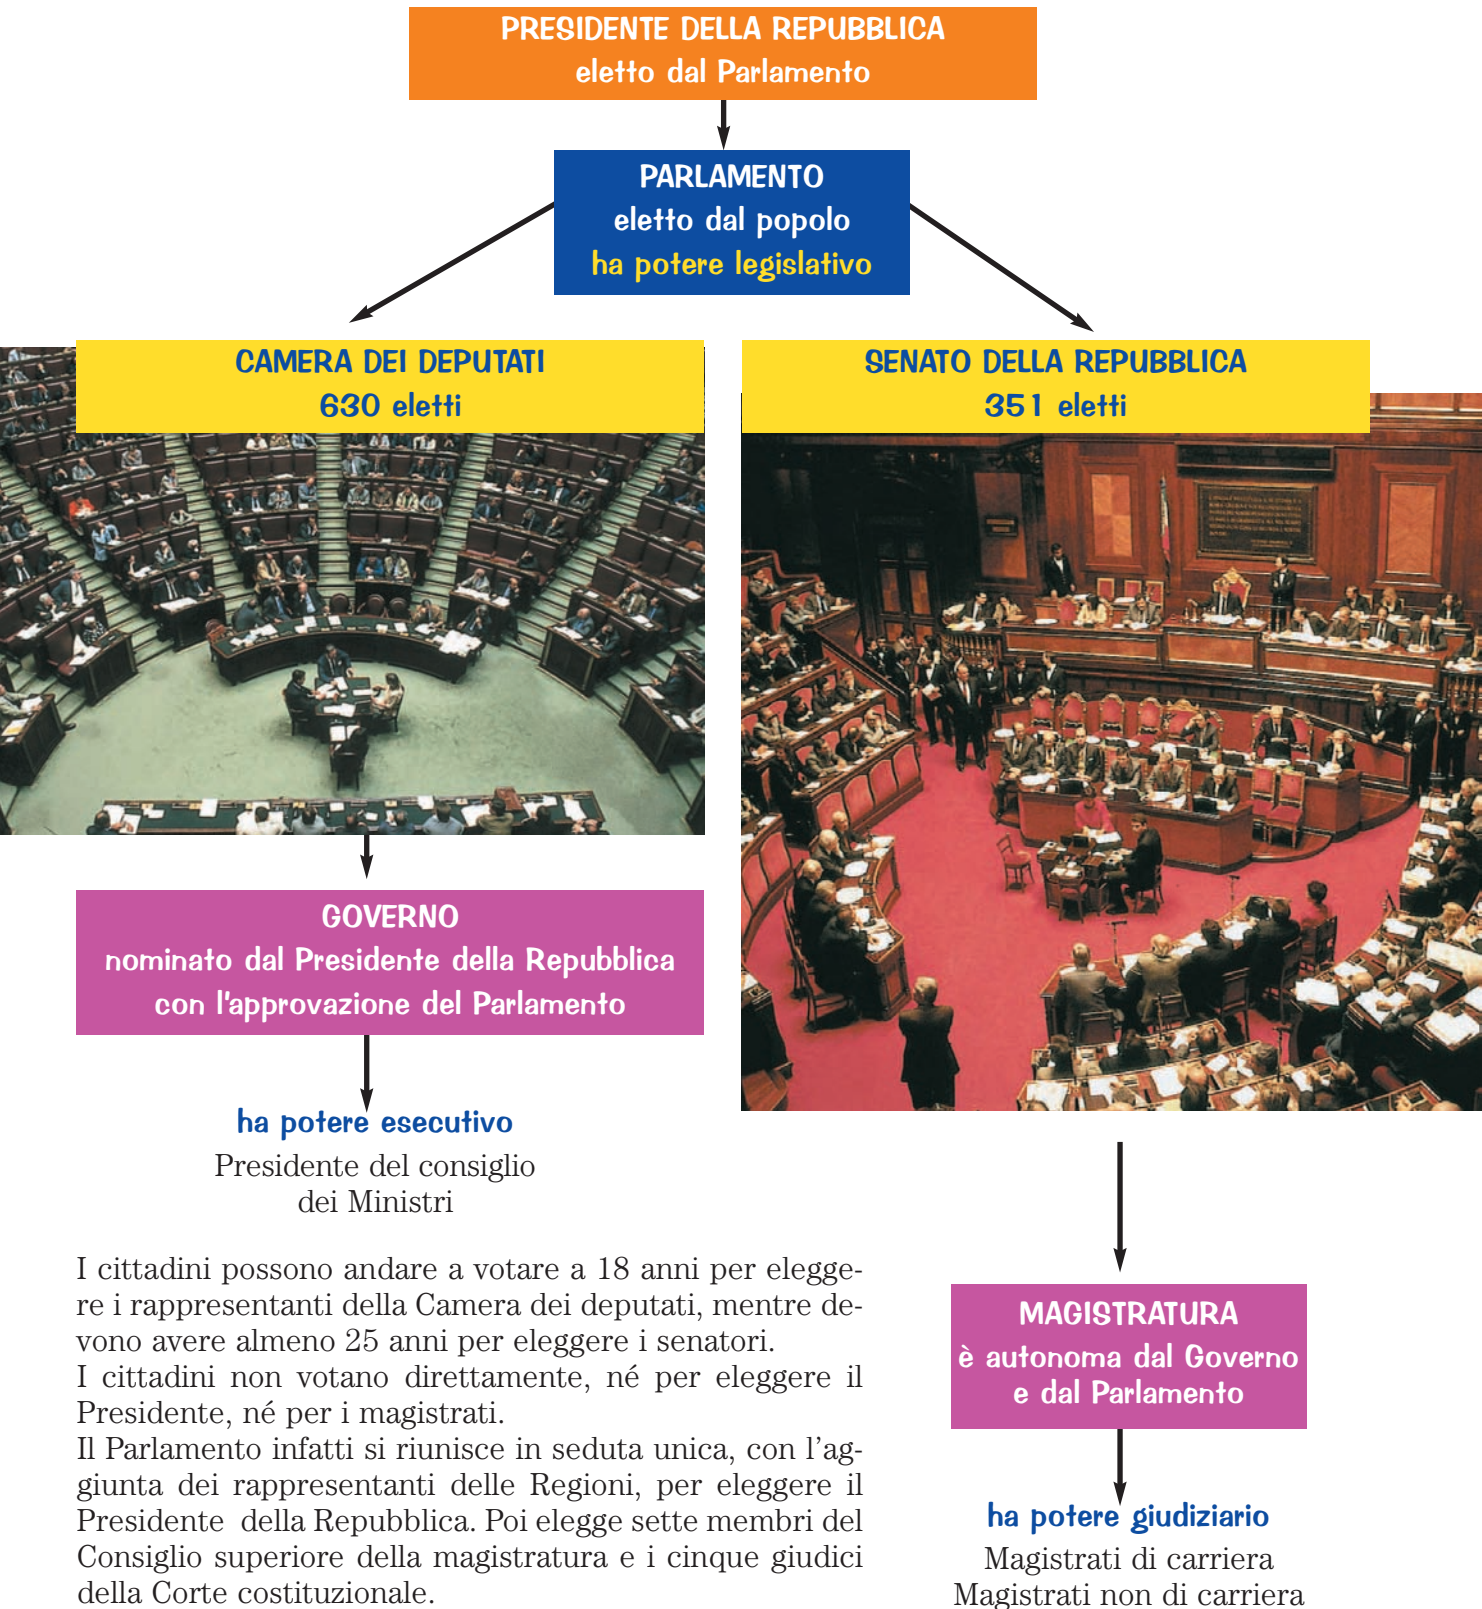 PRESIDENTE DELLA REPUBBLICA
eletto dal Parlamento
PARLAMENTO
eletto dal popolo
ha potere legislativo
CAMERA DEI DEPUTATI
630 eletti
SENATO DELLA REPUBBLICA
351 eletti
GOVERNO
nominato dal Presidente della Repubblica
con l'approvazione del Parlamento
ha potere esecutivo
Presidente del consiglio
dei Ministri
I cittadini possono andare a votare a 18 anni per elegge-
re i rappresentanti della Camera dei deputati, mentre de-
vono avere almeno 25 anni per eleggere i senatori.
I cittadini non votano direttamente, né per eleggere il
Presidente, né per i magistrati.
Il Parlamento infatti si riunisce in seduta unica, con l'ag-
giunta dei rappresentanti delle Regioni, per eleggere il
Presidente della Repubblica. Poi elegge sette membri del
Consiglio superiore della magistratura e i cinque giudici
della Corte costituzionale.
MAGISTRATURA
è autonoma dal Governo
e dal Parlamento
ha potere giudiziario
Magistrati di carriera
Magistrati non di carriera